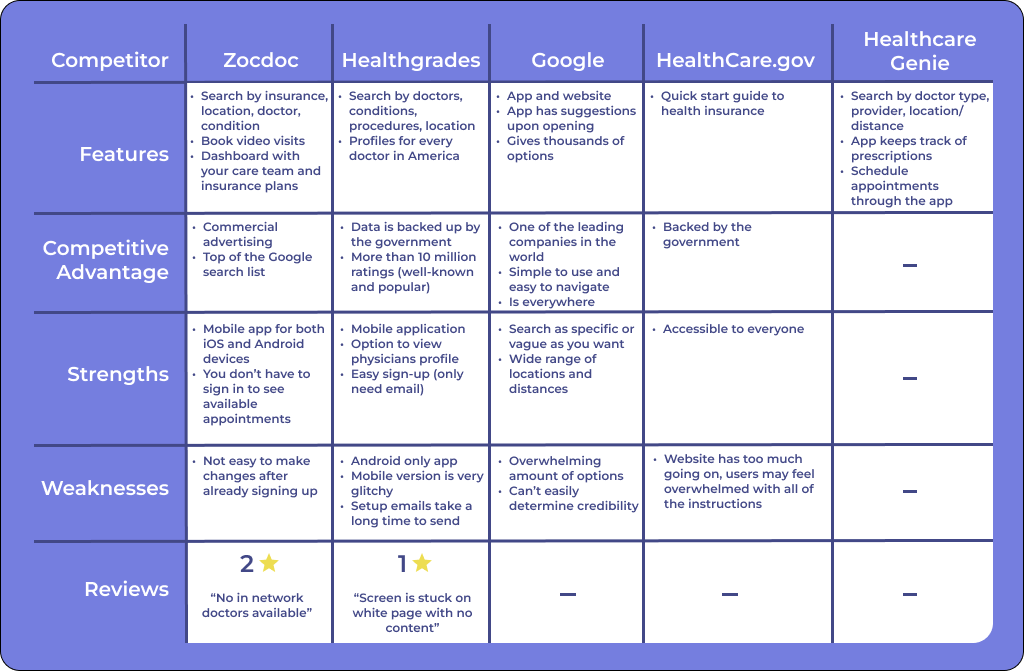 Competitor
Zocdoc
Healthgrades
Google
HealthCare.gov
Healthcare
Genie
Features
• Search by insurance,
location, doctor,
condition
• Book video visits
• Dashboard with
your care team and
insurance plans
• Search by doctors,
conditions,
procedures, location
• Profiles for every
doctor in America
• App and website
• App has suggestions
upon opening
• Gives thousands of
options
• Quick start guide to
health insurance
• Search by doctor type,
provider, location/
distance
• App keeps track of
prescriptions
• Schedule
appointments
through the app
Competitive
Advantage
• Commercial
advertising
• Top of the Google
search list
• Data is backed up by
the government
• More than 10 million
ratings (well-known
and popular)
• One of the leading
companies in the
world
• Simple to use and
easy to navigate
• Is everywhere
• Backed by the
government
–
Strengths
• Mobile app for both
iOS and Android
devices
• You don’t have to
sign in to see
available
appointments
• Mobile application
• Option to view
physicians profile
• Easy sign-up (only
need email)
• Search as specific or
vague as you want
• Wide range of
locations and
distances
• Accessible to everyone
–
Weaknesses
• Not easy to make
changes after
already signing up
• Android only app
• Mobile version is very
glitchy
• Setup emails take a
long time to send
• Overwhelming
amount of options
• Can’t easily
determine credibility
• Website has too much
going on, users may feel
overwhelmed with all of
the instructions
–
Reviews
2
“No in network
doctors available”
1
“Screen is stuck on
white page with no
content”
–
–
–